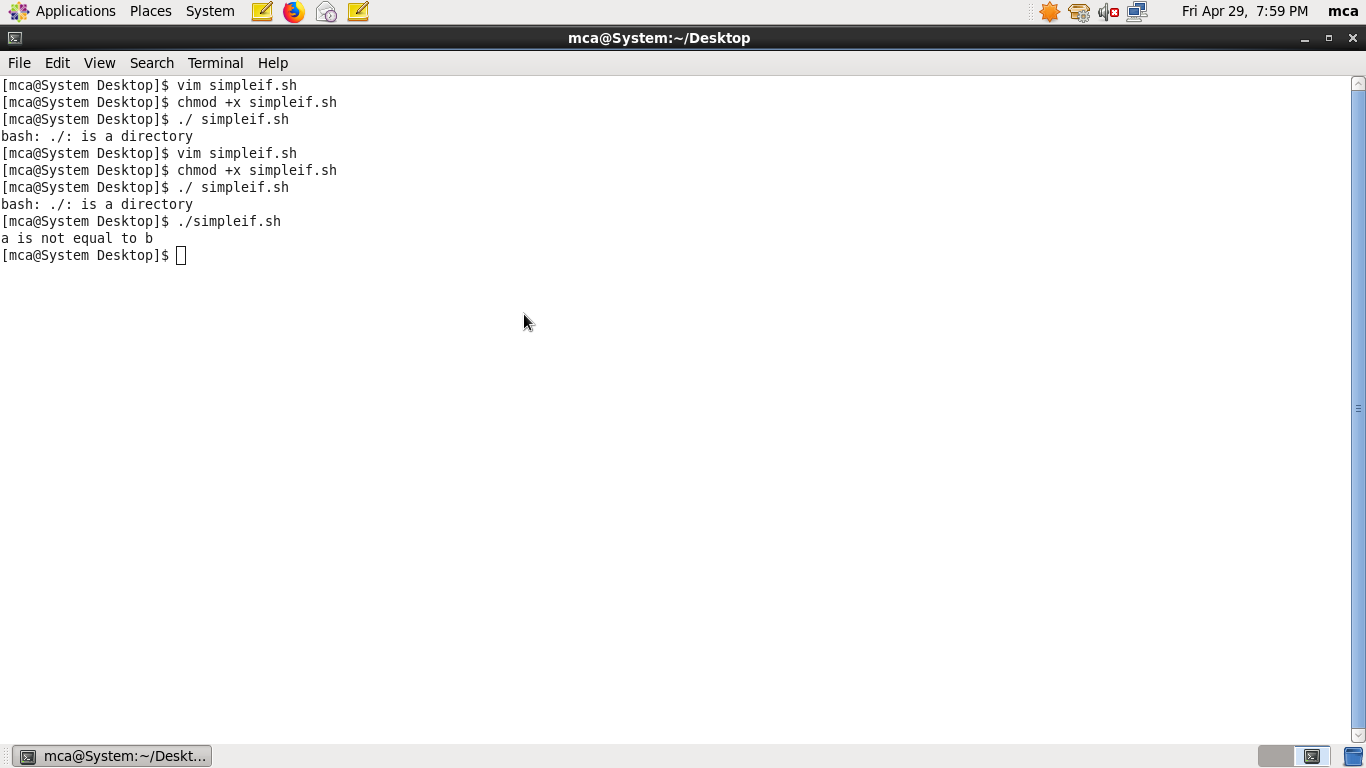 Applications Places System Fri Apr 29, 7:59 PM mca
mca@System:~/Desktop
File Edit View Search Terminal Help
[mca@System Desktop]$ vim simpleif.sh
[mca@System Desktop]$ chmod +x simpleif.sh
[mca@System Desktop]$ ./ simpleif.sh
bash: ./: is a directory
[mca@System Desktop]$ vim simpleif.sh
[mca@System Desktop]$ chmod +x simpleif.sh
[mca@System Desktop]$ ./ simpleif.sh
bash: ./: is a directory
[mca@System Desktop]$ ./simpleif.sh
a is not equal to b
[mca@System Desktop]$
mca@System:~/Deskt...